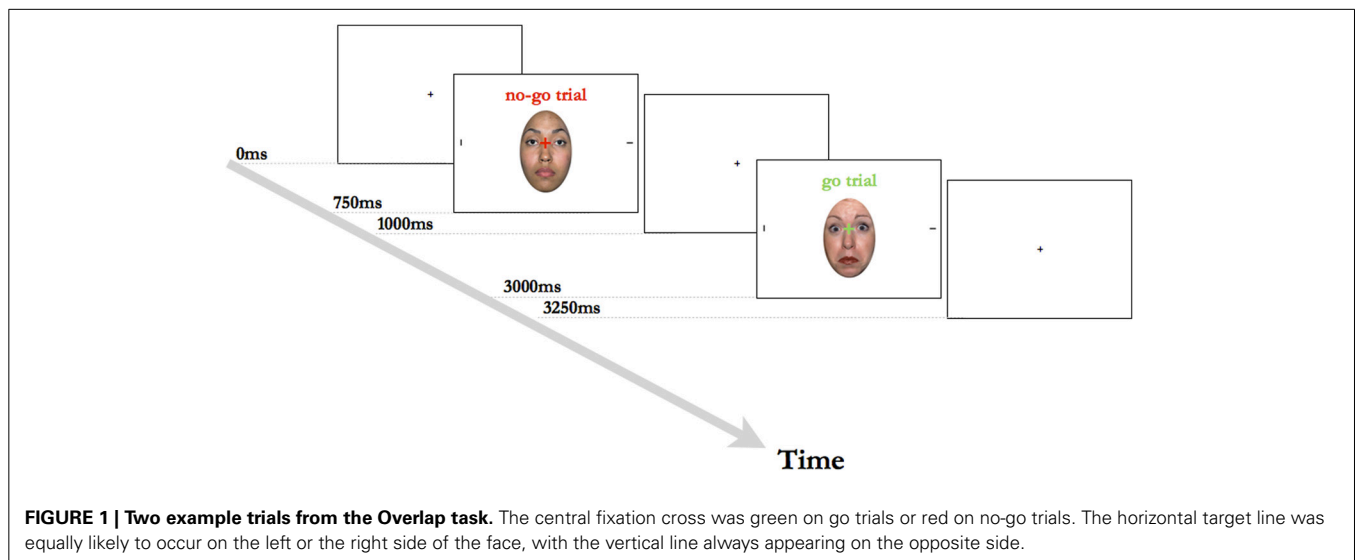 no-go trial
0ms
go trial
750ms
1000ms
3000ms
3250ms
Time
FIGURE 1 | Two example trials from the Overlap task. The central fixation cross was green on go trials or red on no-go trials. The horizontal target line was
equally likely to occur on the left or the right side of the face, with the vertical line always appearing on the opposite side.